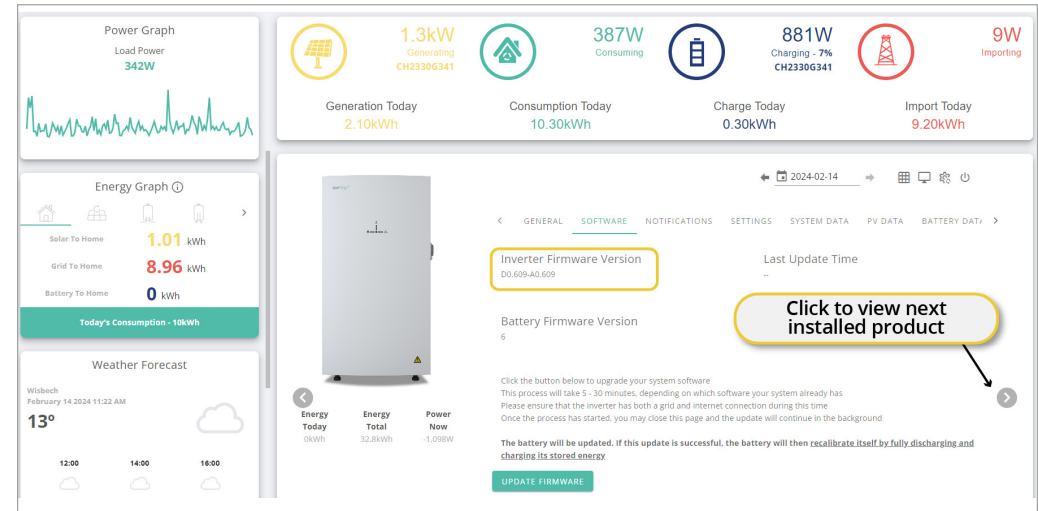 Power Graph
Load Power
342W
1.3kW
Generating
CH2330G341
387W
Consuming
881W
Charging - 7%
CH2330G341
9W
Importing
Generation Today
2.10kWh
Consumption Today
10.30kWh
Charge Today
0.30kWh
Import Today
9.20kWh
Energy Graph
Solar To Home 1.01 kWh
Grid To Home 8.96 kWh
Battery To Home 0 kWh
Today's Consumption - 10kWh
Weather Forecast
Wisbech
February 14 2024 11:22 AM
13º
12:00 14:00 16:00
Energy Today
0kWh
Energy Total
32.8kWh
Power Now
-1,098W
2024-02-14
GENERAL SOFTWARE NOTIFICATIONS SETTINGS SYSTEM DATA PV DATA BATTERY DATA
Inverter Firmware Version
D0.609-A0.609
Last Update Time
--
Battery Firmware Version
6
Click to view next
installed product
Click the button below to upgrade your system software
This process will take 5 - 30 minutes, depending on which software your system already has
Please ensure that the inverter has both a grid and internet connection during this time
Once the process has started, you may close this page and the update will continue in the background
The battery will be updated. If this update is successful, the battery will then recalibrate itself by fully discharging and
charging its stored energy
UPDATE FIRMWARE